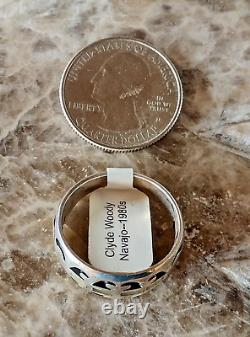 LIBERTY
IN GOD
WE TRUST
QUARTER DOLLAR
Clyde Woody
Navajo--1980s